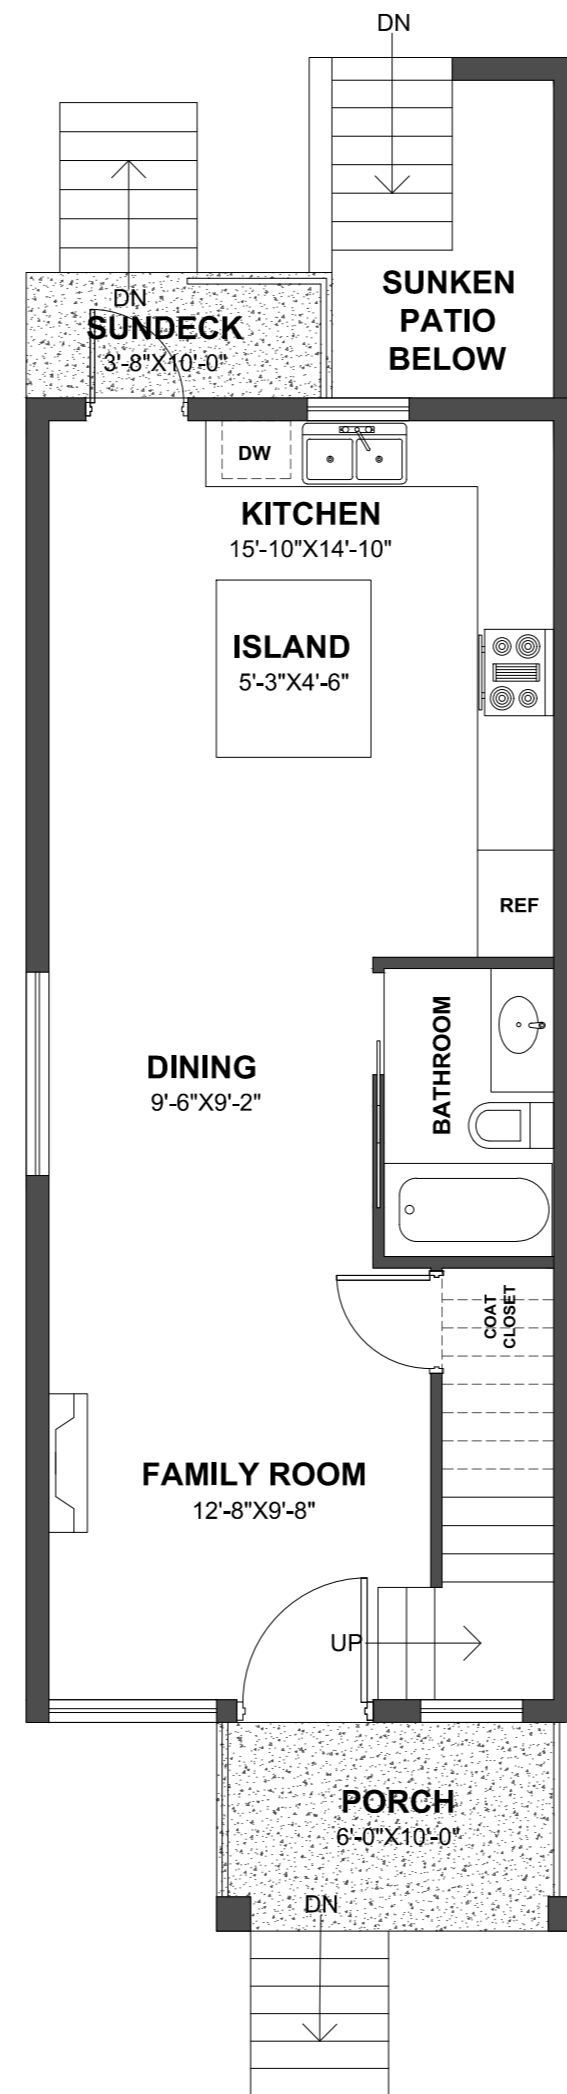 DN
DN
SUNDECK
3'-8"X10'-0"
SUNKEN
PATIO
BELOW
DW
KITCHEN
15'-10"X14'-10"
ISLAND
5'-3"X4'-6"
REF
BATHROOM
DINING
9'-6"X9'-2"
COAT
CLOSET
FAMILY ROOM
12'-8"X9'-8"
UP
PORCH
6'-0"X10'-0"
DN